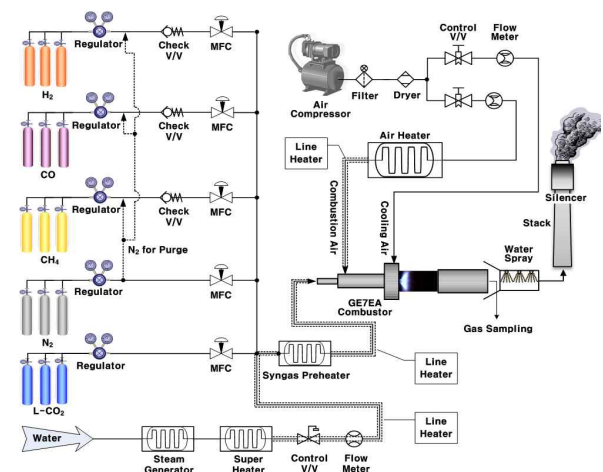 Regulator
Check
V/V
MFC
H₂
Regulator
Check
V/V
MFC
CO
Regulator
Check
V/V
MFC
CH₄
N₂ for Purge
Regulator
MFC
N₂
Regulator
MFC
L-CO₂
Water
Steam
Generator
Super
Heater
Control
V/V
Flow
Meter
Air
Compressor
Filter
Dryer
Control
V/V
Flow
Meter
Line
Heater
Air Heater
Combustion Air
Cooling Air
GE7EA
Combustor
Water
Spray
Gas Sampling
Stack
Silencer
Syngas Preheater
Line
Heater
Line
Heater